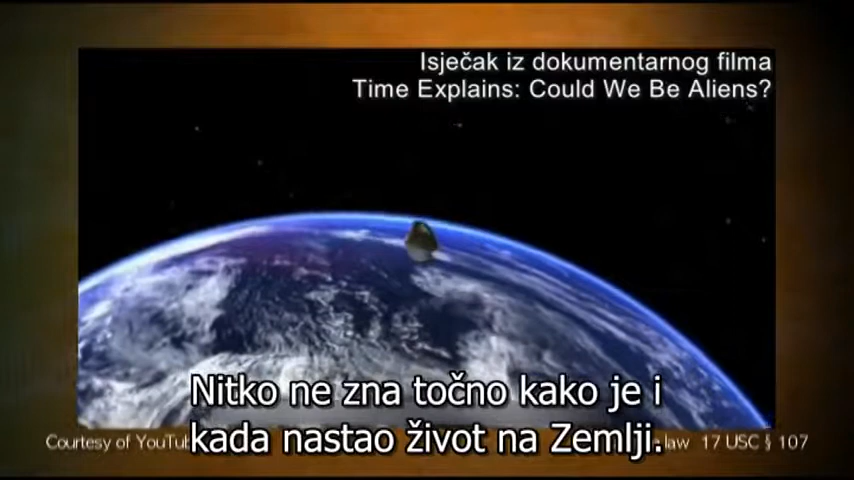 Isječak iz dokumentarnog filma
Time Explains: Could We Be Aliens?
Nitko ne zna točno kako je i
kada nastao život na Zemlji.
Courtesy of YouTu law 17 USC § 107